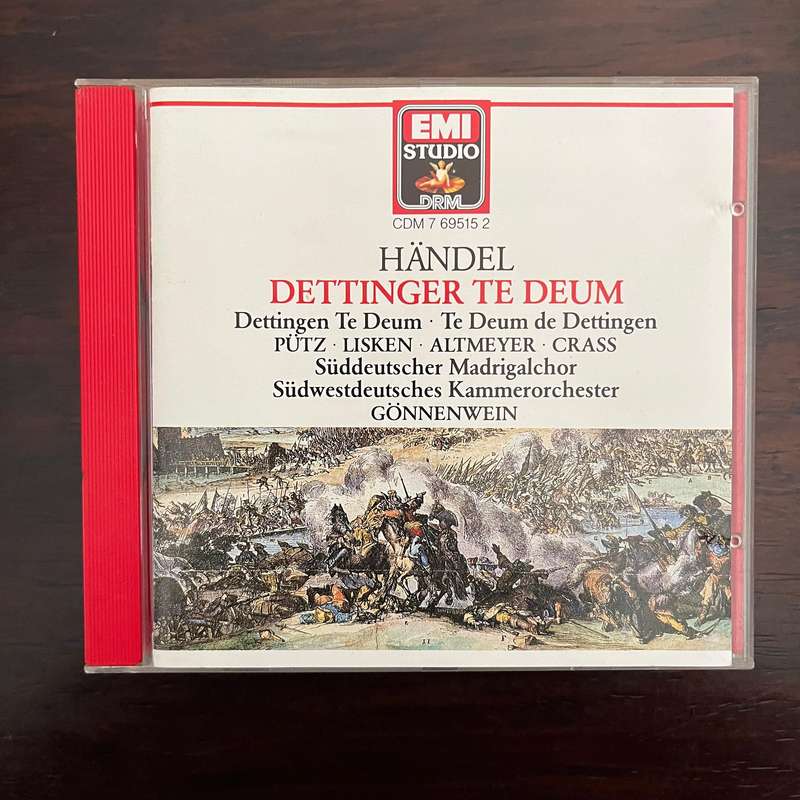 EMI
STUDIO
DRM
CDM 7 69515 2
HÄNDEL
DETTINGER TE DEUM
Dettingen Te Deum · Te Deum de Dettingen
PÜTZ · LISKEN · ALTMEYER · CRASS
Süddeutscher Madrigalchor
Südwestdeutsches Kammerorchester
GÖNNENWEIN